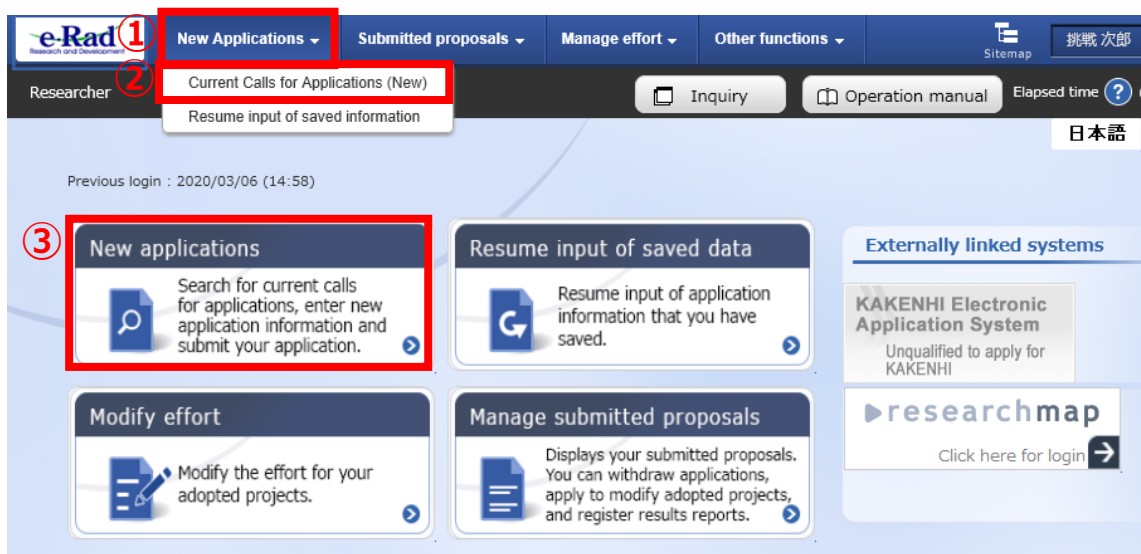 e-Rad
Research and Development
①
New Applications
Submitted proposals
Manage effort
Other functions
Sitemap
挑戦 次郎
②
Researcher
Current Calls for Applications (New)
Resume input of saved information
Inquiry
Operation manual
Elapsed time ?
日本語
Previous login : 2020/03/06 (14:58)
③
New applications
Search for current calls
for applications, enter new
application information and
submit your application.
Resume input of saved data
Resume input of application
information that you have
saved.
Modify effort
Modify the effort for your
adopted projects.
Manage submitted proposals
Displays your submitted proposals.
You can withdraw applications,
apply to modify adopted projects,
and register results reports.
Externally linked systems
KAKENHI Electronic
Application System
Unqualified to apply for
KAKENHI
researchmap
Click here for login